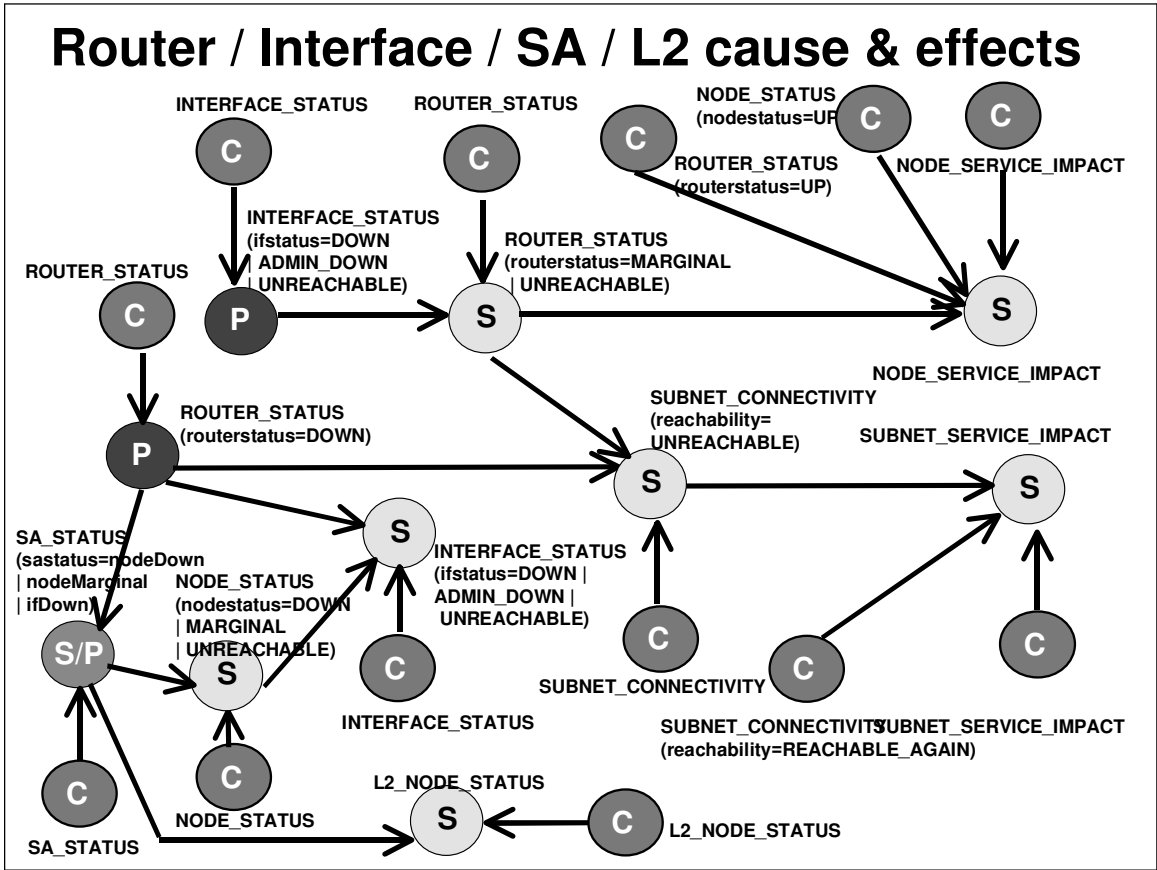 Router / Interface / SA / L2 cause & effects
INTERFACE_STATUS
C
ROUTER_STATUS
C
C
NODE_STATUS
(nodestatus=UP
C
C
ROUTER_STATUS
(routerstatus=UP)
NODE_SERVICE_IMPACT
INTERFACE_STATUS
(ifstatus=DOWN
| ADMIN_DOWN
| UNREACHABLE)
ROUTER_STATUS
(routerstatus=MARGINAL
| UNREACHABLE)
ROUTER_STATUS
C
P
S
S
NODE_SERVICE_IMPACT
ROUTER_STATUS
(routerstatus=DOWN)
P
SUBNET_CONNECTIVITY
(reachability=
UNREACHABLE)
SUBNET_SERVICE_IMPACT
S
S
SA_STATUS
(sastatus=nodeDown
| nodeMarginal
| ifDown)
S
INTERFACE_STATUS
(ifstatus=DOWN |
ADMIN_DOWN |
UNREACHABLE)
NODE_STATUS
(nodestatus=DOWN
| MARGINAL
| UNREACHABLE)
S/P
S
C
C
C
C
SUBNET_CONNECTIVITY
INTERFACE_STATUS
SUBNET_CONNECTIVITY
(reachability=REACHABLE_AGAIN)
SUBNET_SERVICE_IMPACT
C
SA_STATUS
C
NODE_STATUS
L2_NODE_STATUS
S
C
L2_NODE_STATUS